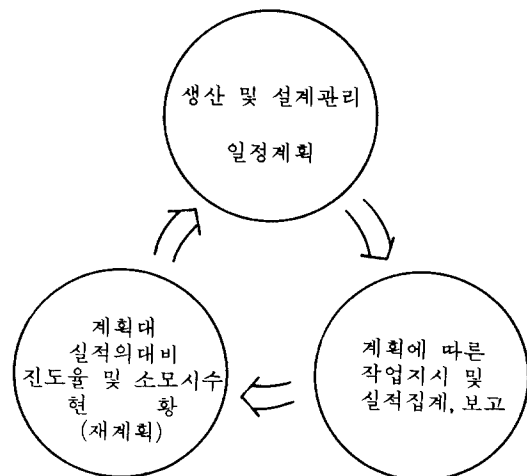 생산 및 설계관리
일정계획
계획대
실적의대비
진도율 및 소모시수
현 황
(재계획)
계획에 따른
작업지시 및
실적집계, 보고